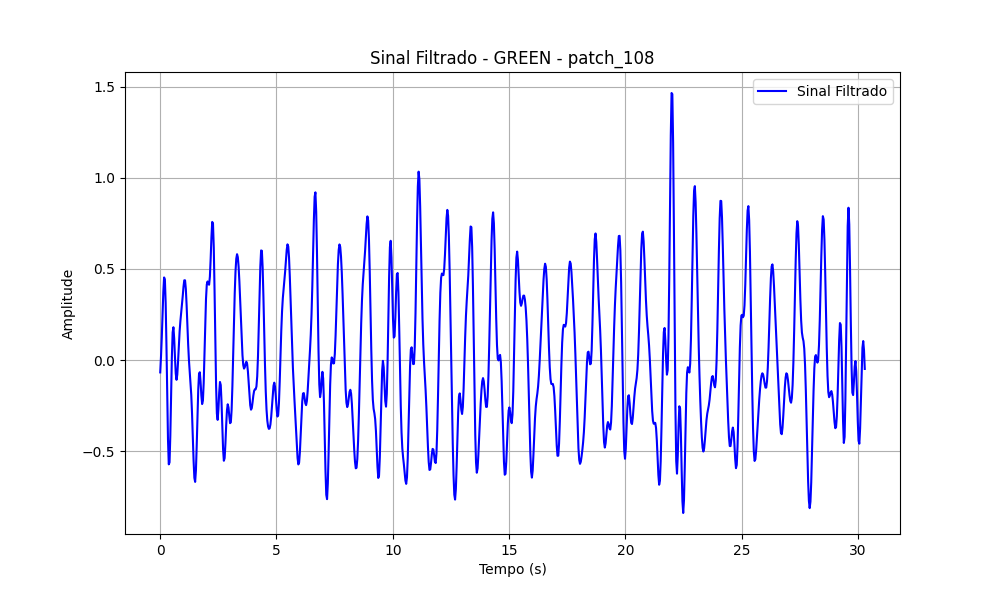 Sinal Filtrado - GREEN - patch_108
Sinal Filtrado
Amplitude
1.5
1.0
0.5
0.0
−0.5
0 5 10 15 20 25 30
Tempo (s)